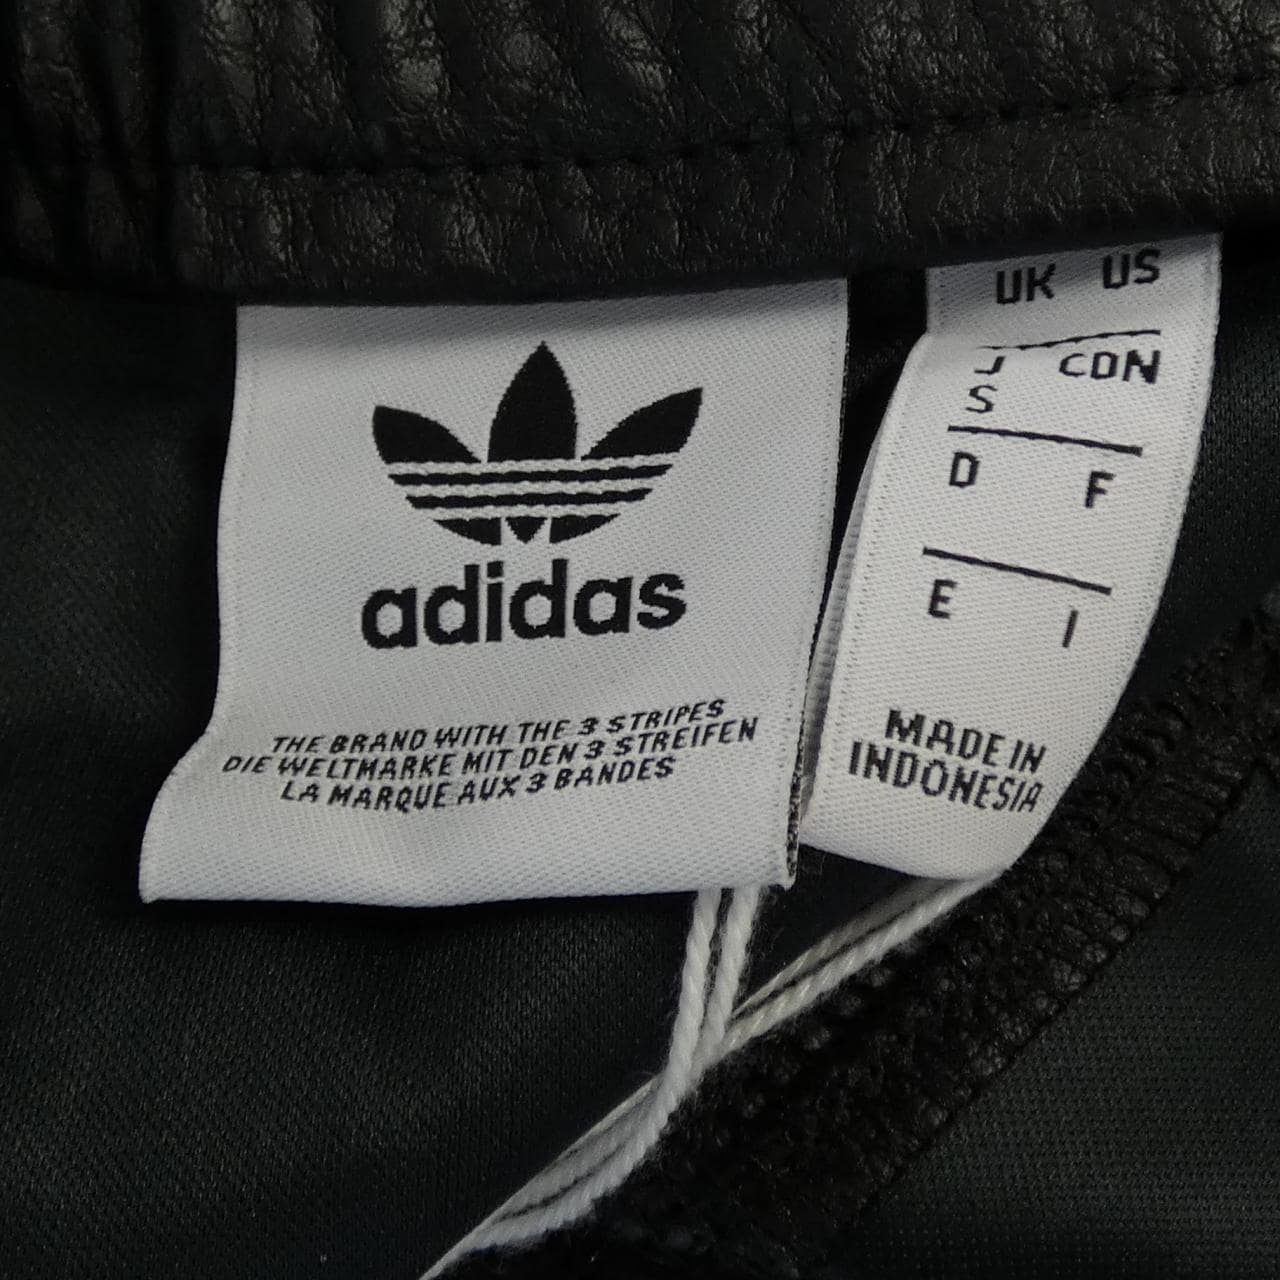 adidas
THE BRAND WITH THE 3 STRIPES
DIE WELTMARKE MIT DEN 3 STREIFEN
LA MARQUE AUX 3 BANDES
UK US
J CDN
S
D F
E I
MADE IN
INDONESIA